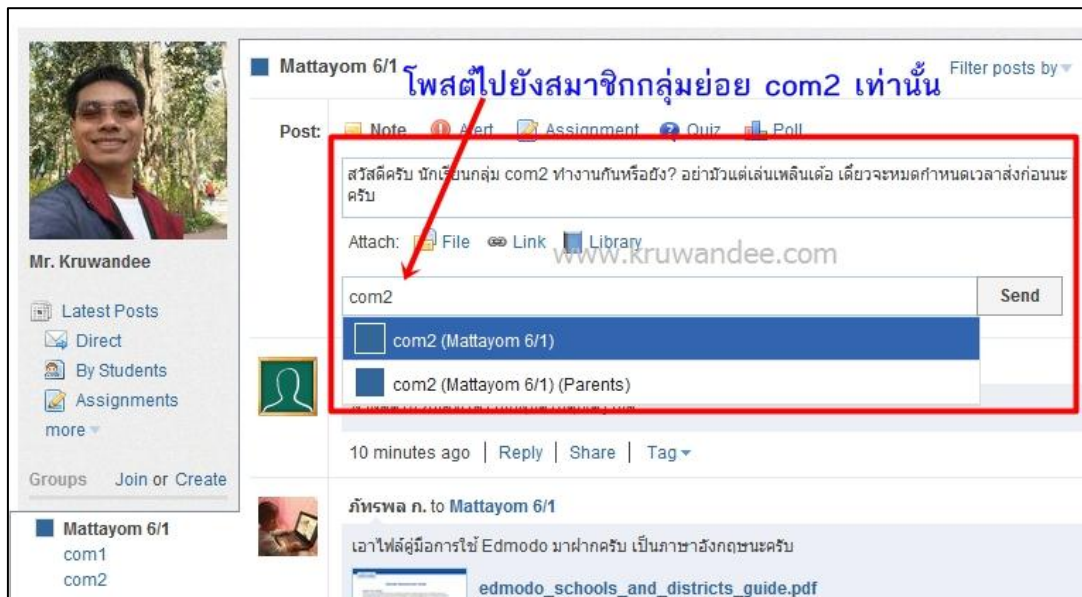 Mattayom 6/1
โพสต์ไปยังสมาชิกกลุ่มย่อย com2 เท่านั้น
Filter posts by
Post: Note Alert Assignment Quiz Poll
สวัสดีครับ นักเรียนกลุ่ม com2 ทำงานกันหรือยัง? อย่ามัวแต่เล่นเพลินเด้อ เดี๋ยวจะหมดกำหนดเวลาส่งก่อนนะ
ครับ
Attach: File Link Library
www.kruwandee.com
com2
Send
com2 (Mattayom 6/1)
com2 (Mattayom 6/1) (Parents)
10 minutes ago | Reply | Share | Tag
ภัทรพล ก. to Mattayom 6/1
เอาไฟล์คู่มือการใช้ Edmodo มาฝากครับ เป็นภาษาอังกฤษนะครับ
edmodo_schools_and_districts_guide.pdf
Mr. Kruwandee
Latest Posts
Direct
By Students
Assignments
more
Groups Join or Create
Mattayom 6/1
com1
com2